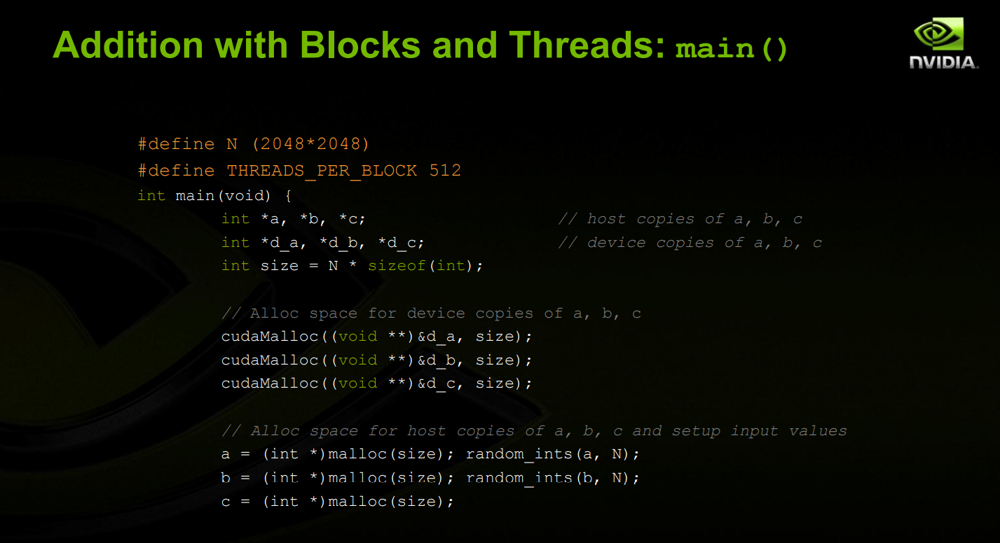 Addition with Blocks and Threads: main()
NVIDIA.
#define N (2048*2048)
#define THREADS_PER_BLOCK 512
int main(void) {
int *a, *b, *c; // host copies of a, b, c
int *d_a, *d_b, *d_c; // device copies of a, b, c
int size = N * sizeof(int);
// Alloc space for device copies of a, b, c
cudaMalloc((void **)&d_a, size);
cudaMalloc((void **)&d_b, size);
cudaMalloc((void **)&d_c, size);
// Alloc space for host copies of a, b, c and setup input values
a = (int *)malloc(size); random_ints(a, N);
b = (int *)malloc(size); random_ints(b, N);
c = (int *)malloc(size);